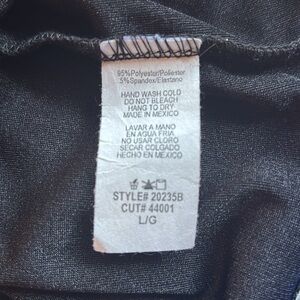 95%Polyester/Poliester
5%Spandex/Elastano
HAND WASH COLD
DO NOT BLEACH
HANG TO DRY
MADE IN MEXICO
LAVAR A MANO
EN AGUA FRIA
NO USAR CLORO
SECAR COLGADO
HECHO EN MEXICO
STYLE# 20235B
CUT# 44001
L/G